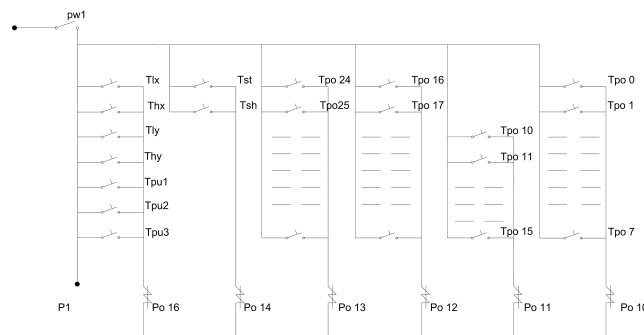 pw1
Tlx Tst Tpo 24 Tpo 16 Tpo 0
Thx Tsh Tpo25 Tpo 17 Tpo 1
Tly Tpo 10
Thy Tpo 11
Tpu1
Tpu2
Tpu3 Tpo 15 Tpo 7
P1 Po 16 Po 14 Po 13 Po 12 Po 11 Po 10